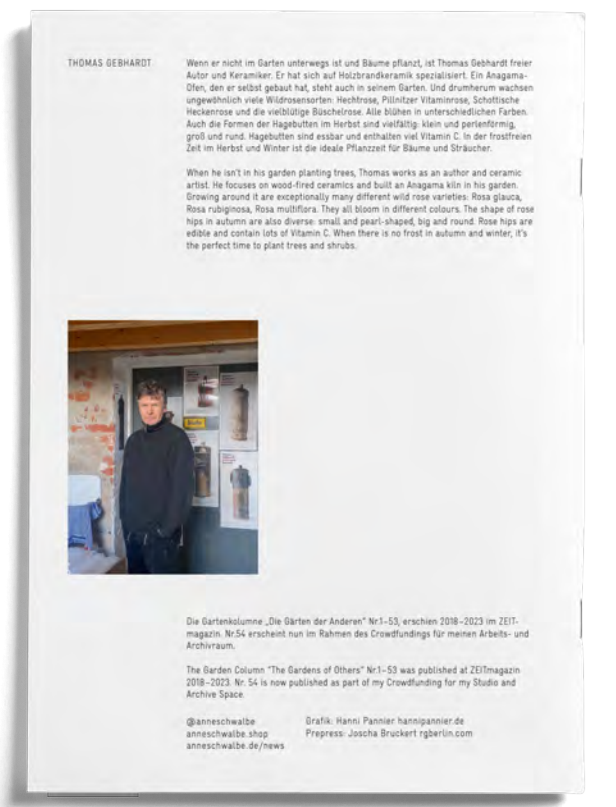 THOMAS GEBHARDT
Wenn er nicht im Garten unterwegs ist und Bäume pflanzt, ist Thomas Gebhardt freier
Autor und Keramiker. Er hat sich auf Holzbrandkeramik spezialisiert. Ein Anagama-
Ofen, den er selbst gebaut hat, steht auch in seinem Garten. Und drumherum wachsen
ungewöhnlich viele Wildrosensorten: Hechtrose, Pillnitzer Vitaminrose, Schottische
Heckenrose und die vielblütige Büschelrose. Alle blühen in unterschiedlichen Farben.
Auch die Formen der Hagebutten im Herbst sind vielfältig: klein und perlenförmig,
groß und rund. Hagebutten sind essbar und enthalten viel Vitamin C. In der frostfreien
Zeit im Herbst und Winter ist die ideale Pflanzzeit für Bäume und Sträucher.
When he isn't in his garden planting trees, Thomas works as an author and ceramic
artist. He focuses on wood-fired ceramics and built an Anagama kiln in his garden.
Growing around it are exceptionally many different wild rose varieties: Rosa glauca,
Rosa rubiginosa, Rosa multiflora. They all bloom in different colours. The shape of rose
hips in autumn are also diverse: small and pear-shaped, big and round. Rose hips are
edible and contain lots of Vitamin C. When there is no frost in autumn and winter, it's
the perfect time to plant trees and shrubs.
Die Gartenkolumne „Die Gärten der Anderen" Nr.1–53, erschien 2018–2023 im ZEIT-
magazin. Nr.54 erscheint nun im Rahmen des Crowdfundings für meinen Arbeits- und
Archivraum.
The Garden Column "The Gardens of Others" Nr.1–53 was published at ZEITmagazin
2018–2023. Nr. 54 is now published as part of my Crowdfunding for my Studio and
Archive Space.
@anneschwalbe
anneschwalbe.shop
anneschwalbe.de/news
Grafik: Hanni Pannier hannipannier.de
Prepress: Joscha Bruckert rgberlin.com